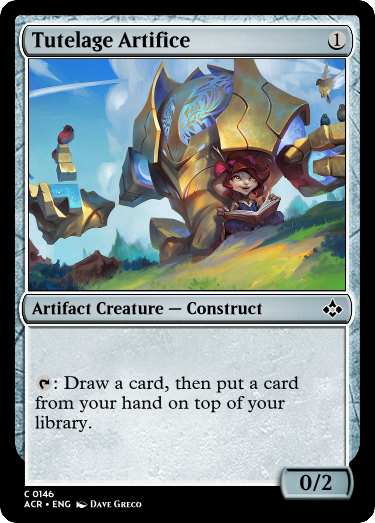 Tutelage Artifice 1
Artifact Creature — Construct
: Draw a card, then put a card
from your hand on top of your
library.
0/2
C 0146
ACR • ENG Dave Greco